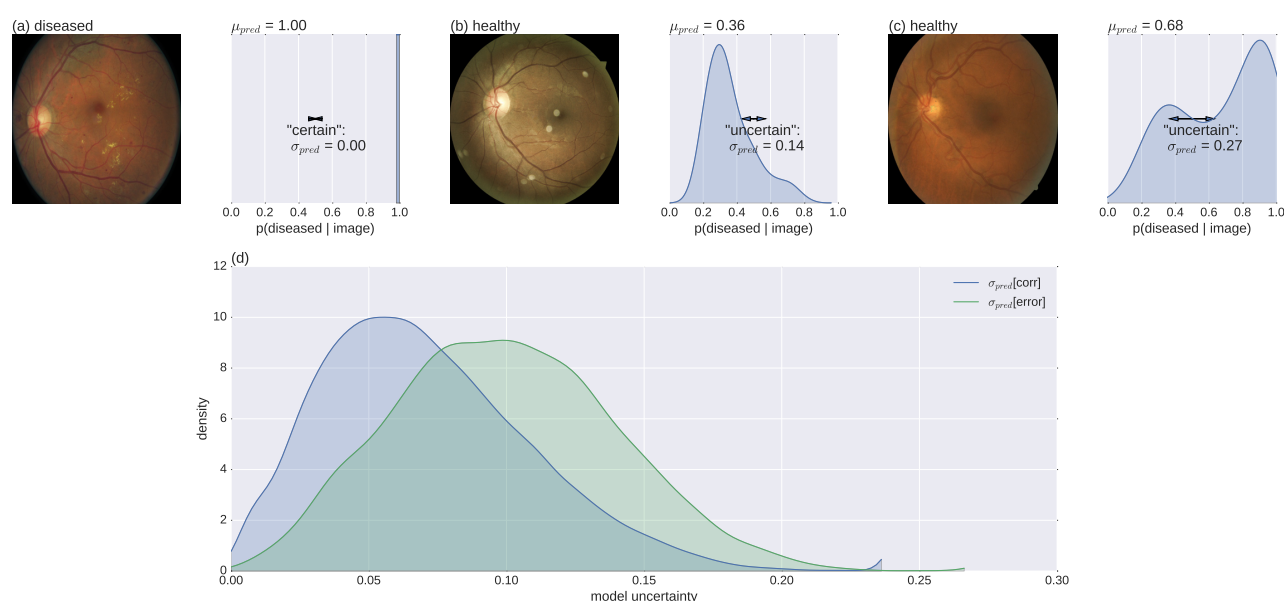 (a) diseased
μpred = 1.00
(b) healthy
μpred = 0.36
(c) healthy
μpred = 0.68
"certain":
σpred = 0.00
"uncertain":
σpred = 0.14
"uncertain":
σpred = 0.27
0.0 0.2 0.4 0.6 0.8 1.0
0.0 0.2 0.4 0.6 0.8 1.0
0.0 0.2 0.4 0.6 0.8 1.0
p(diseased | image)
p(diseased | image)
p(diseased | image)
(d)
12
10
8
6
4
2
0
density
σpred[corr]
σpred[error]
0.00 0.05 0.10 0.15 0.20 0.25 0.30
model uncertainty